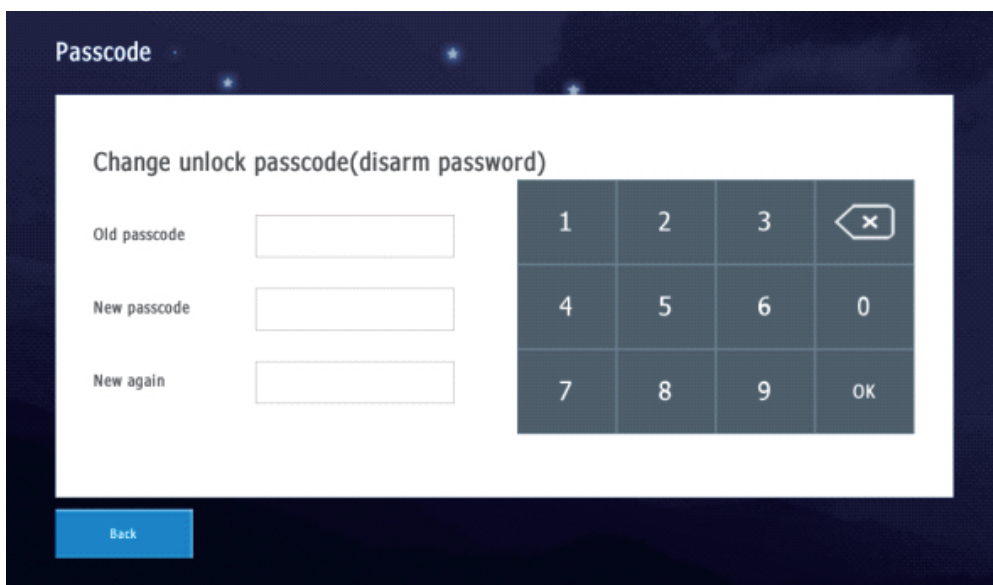 Passcode
Change unlock passcode(disarm password)
Old passcode
New passcode
New again
1 2 3
4 5 6 0
7 8 9 OK
Back